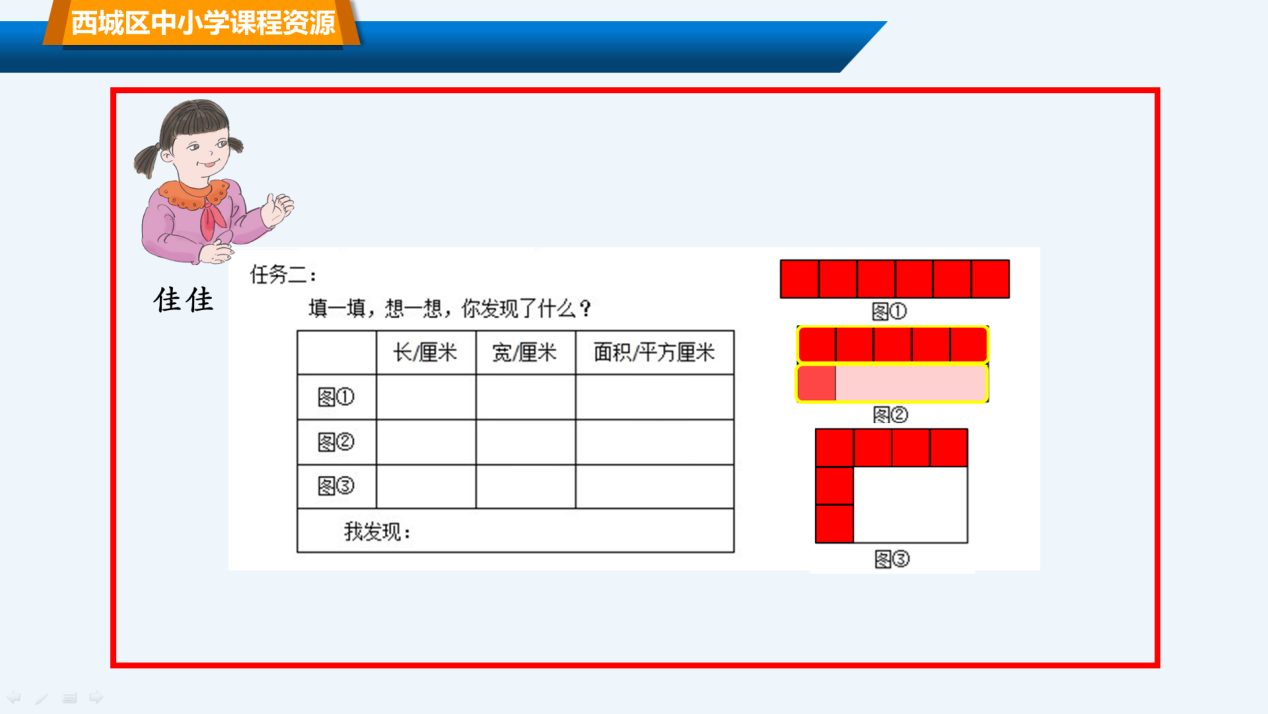 西城区中小学课程资源
佳佳
任务二：
填一填，想一想，你发现了什么？
长/厘米 宽/厘米 面积/平方厘米
图①
图②
图③
我发现：
图①
图②
图③